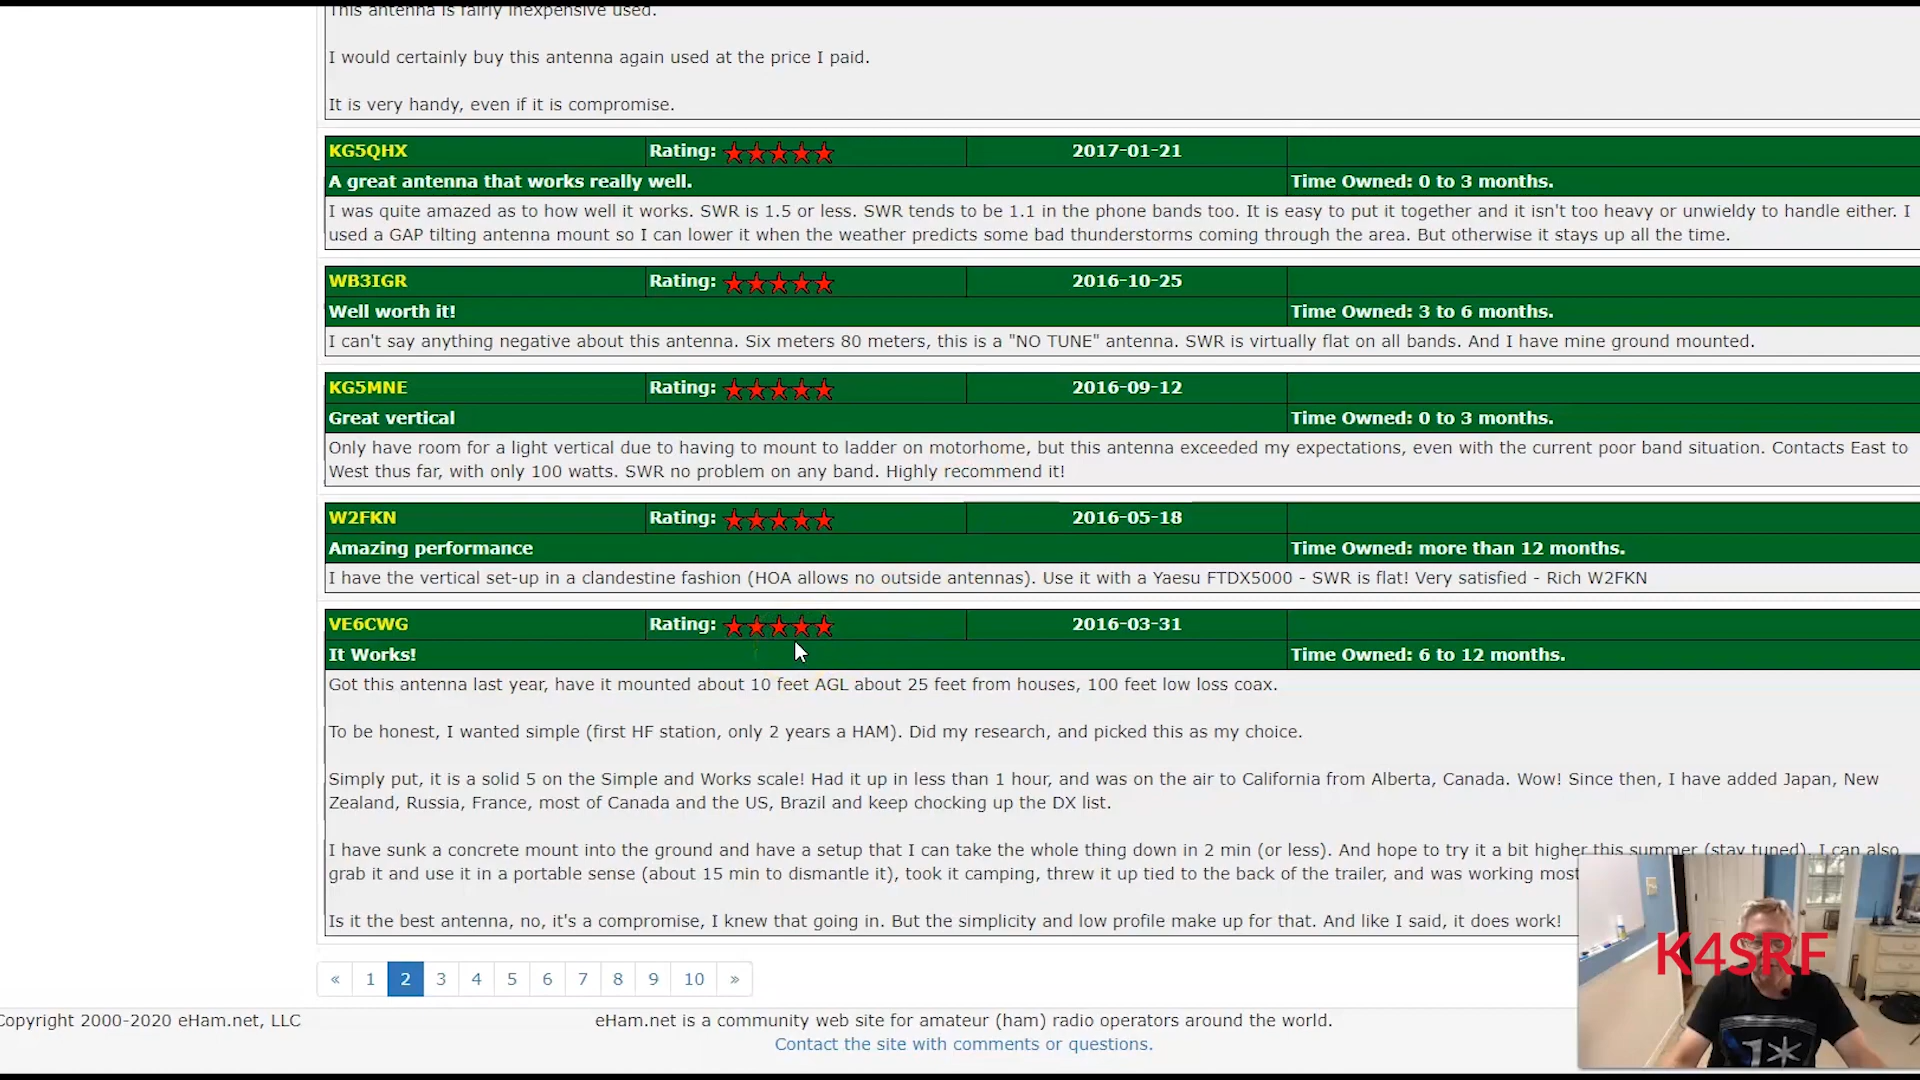 This antenna is fairly inexpensive used.
I would certainly buy this antenna again used at the price I paid.
It is very handy, even if it is compromise.
KG5QHX Rating: 2017-01-21
A great antenna that works really well. Time Owned: 0 to 3 months.
I was quite amazed as to how well it works. SWR is 1.5 or less. SWR tends to be 1.1 in the phone bands too. It is easy to put it together and it isn't too heavy or unwieldy to handle either. I
used a GAP tilting antenna mount so I can lower it when the weather predicts some bad thunderstorms coming through the area. But otherwise it stays up all the time.
WB3IGR Rating: 2016-10-25
Well worth it! Time Owned: 3 to 6 months.
I can't say anything negative about this antenna. Six meters 80 meters, this is a "NO TUNE" antenna. SWR is virtually flat on all bands. And I have mine ground mounted.
KG5MNE Rating: 2016-09-12
Great vertical Time Owned: 0 to 3 months.
Only have room for a light vertical due to having to mount to ladder on motorhome, but this antenna exceeded my expectations, even with the current poor band situation. Contacts East to
West thus far, with only 100 watts. SWR no problem on any band. Highly recommend it!
W2FKN Rating: 2016-05-18
Amazing performance Time Owned: more than 12 months.
I have the vertical set-up in a clandestine fashion (HOA allows no outside antennas). Use it with a Yaesu FTDX5000 - SWR is flat! Very satisfied - Rich W2FKN
VE6CWG Rating: 2016-03-31
It Works! Time Owned: 6 to 12 months.
Got this antenna last year, have it mounted about 10 feet AGL about 25 feet from houses, 100 feet low loss coax.
To be honest, I wanted simple (first HF station, only 2 years a HAM). Did my research, and picked this as my choice.
Simply put, it is a solid 5 on the Simple and Works scale! Had it up in less than 1 hour, and was on the air to California from Alberta, Canada. Wow! Since then, I have added Japan, New
Zealand, Russia, France, most of Canada and the US, Brazil and keep chocking up the DX list.
I have sunk a concrete mount into the ground and have a setup that I can take the whole thing down in 2 min (or less). And hope to try it a bit higher this summer (stay tuned). I can also
grab it and use it in a portable sense (about 15 min to dismantle it), took it camping, threw it up tied to the back of the trailer, and was working most
Is it the best antenna, no, it's a compromise, I knew that going in. But the simplicity and low profile make up for that. And like I said, it does work!
K4SRF
« 1 2 3 4 5 6 7 8 9 10 »
Copyright 2000-2020 eHam.net, LLC eHam.net is a community web site for amateur (ham) radio operators around the world.
Contact the site with comments or questions.